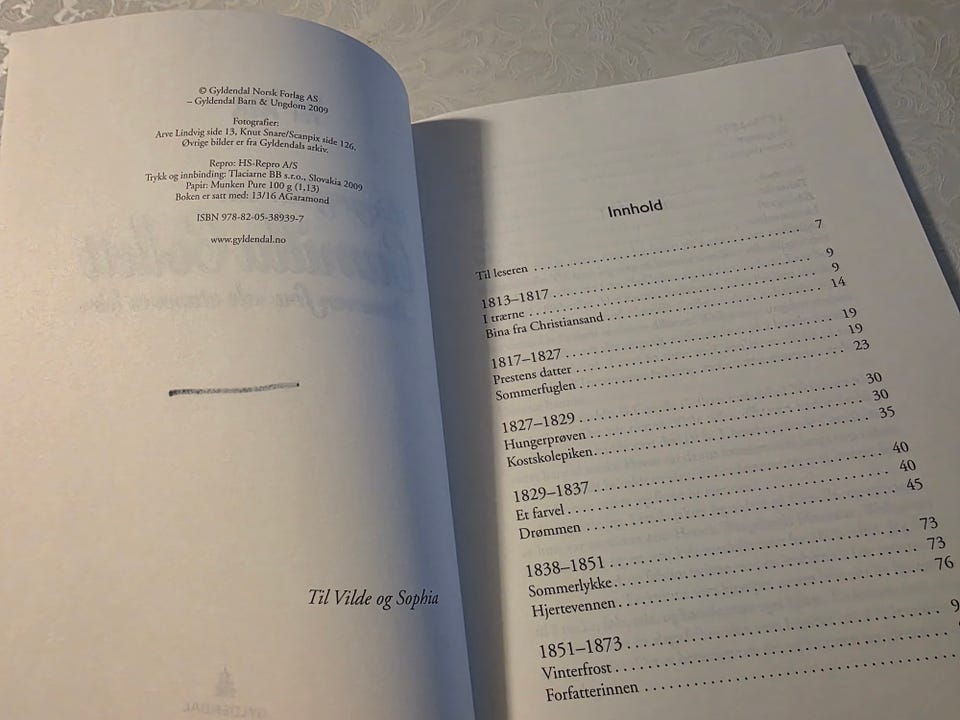 © Gyldendal Norsk Forlag AS
– Gyldendal Barn & Ungdom 2009
Fotografier:
Arve Lindvig side 13, Knut Snare/Scanpix side 126.
Øvrige bilder er fra Gyldendals arkiv.
Repro: HS-Repro A/S
Trykk og innbinding: Tlaciarne BB s.r.o., Slovakia 2009
Papir: Munken Pure 100 g (1,13)
Boken er satt med: 13/16 AGaramond
ISBN 978-82-05-38939-7
www.gyldendal.no
Til Vilde og Sophia
Innhold
Til leseren . . . . . . . . . . . . . . . . . . . . . . . . . . . . . . 7
1813–1817 . . . . . . . . . . . . . . . . . . . . . . . . . . . . . . 9
I trærne . . . . . . . . . . . . . . . . . . . . . . . . . . . . . . 9
Bina fra Christiansand . . . . . . . . . . . . . . . . . . . . . . . 14
1817–1827 . . . . . . . . . . . . . . . . . . . . . . . . . . . . . . 19
Prestens datter . . . . . . . . . . . . . . . . . . . . . . . . . . . 19
Sommerfuglen . . . . . . . . . . . . . . . . . . . . . . . . . . . . 23
1827–1829 . . . . . . . . . . . . . . . . . . . . . . . . . . . . . . 30
Hungerprøven . . . . . . . . . . . . . . . . . . . . . . . . . . . . 30
Kostskolepiken . . . . . . . . . . . . . . . . . . . . . . . . . . . 35
1829–1837 . . . . . . . . . . . . . . . . . . . . . . . . . . . . . . 40
Et farvel . . . . . . . . . . . . . . . . . . . . . . . . . . . . . . 40
Drømmen . . . . . . . . . . . . . . . . . . . . . . . . . . . . . . 45
1838–1851 . . . . . . . . . . . . . . . . . . . . . . . . . . . . . . 73
Sommerlykke . . . . . . . . . . . . . . . . . . . . . . . . . . . . . 73
Hjertevennen . . . . . . . . . . . . . . . . . . . . . . . . . . . . 76
1851–1873 . . . . . . . . . . . . . . . . . . . . . . . . . . . . . . 9
Vinterfrost . . . . . . . . . . . . . . . . . . . . . . . . . . . . .
Forfatterinnen . . . . . . . . . . . . . . . . . . . . . . . . . . .